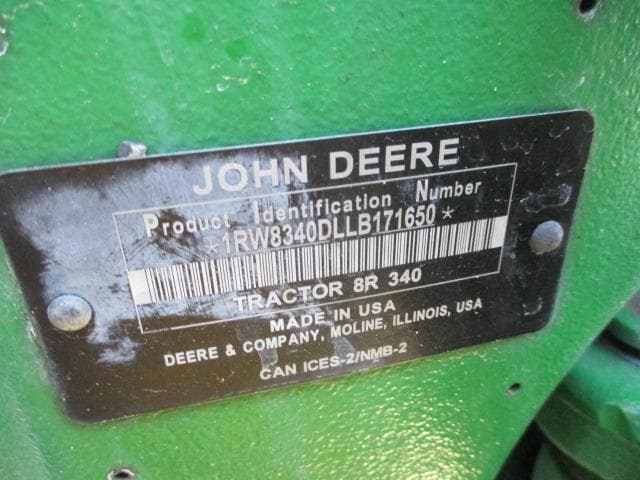 JOHN DEERE
Product Identification Number
*1RW8340DLLB171650*
TRACTOR 8R 340
MADE IN USA
DEERE & COMPANY, MOLINE, ILLINOIS, USA
CAN ICES-2/NMB-2